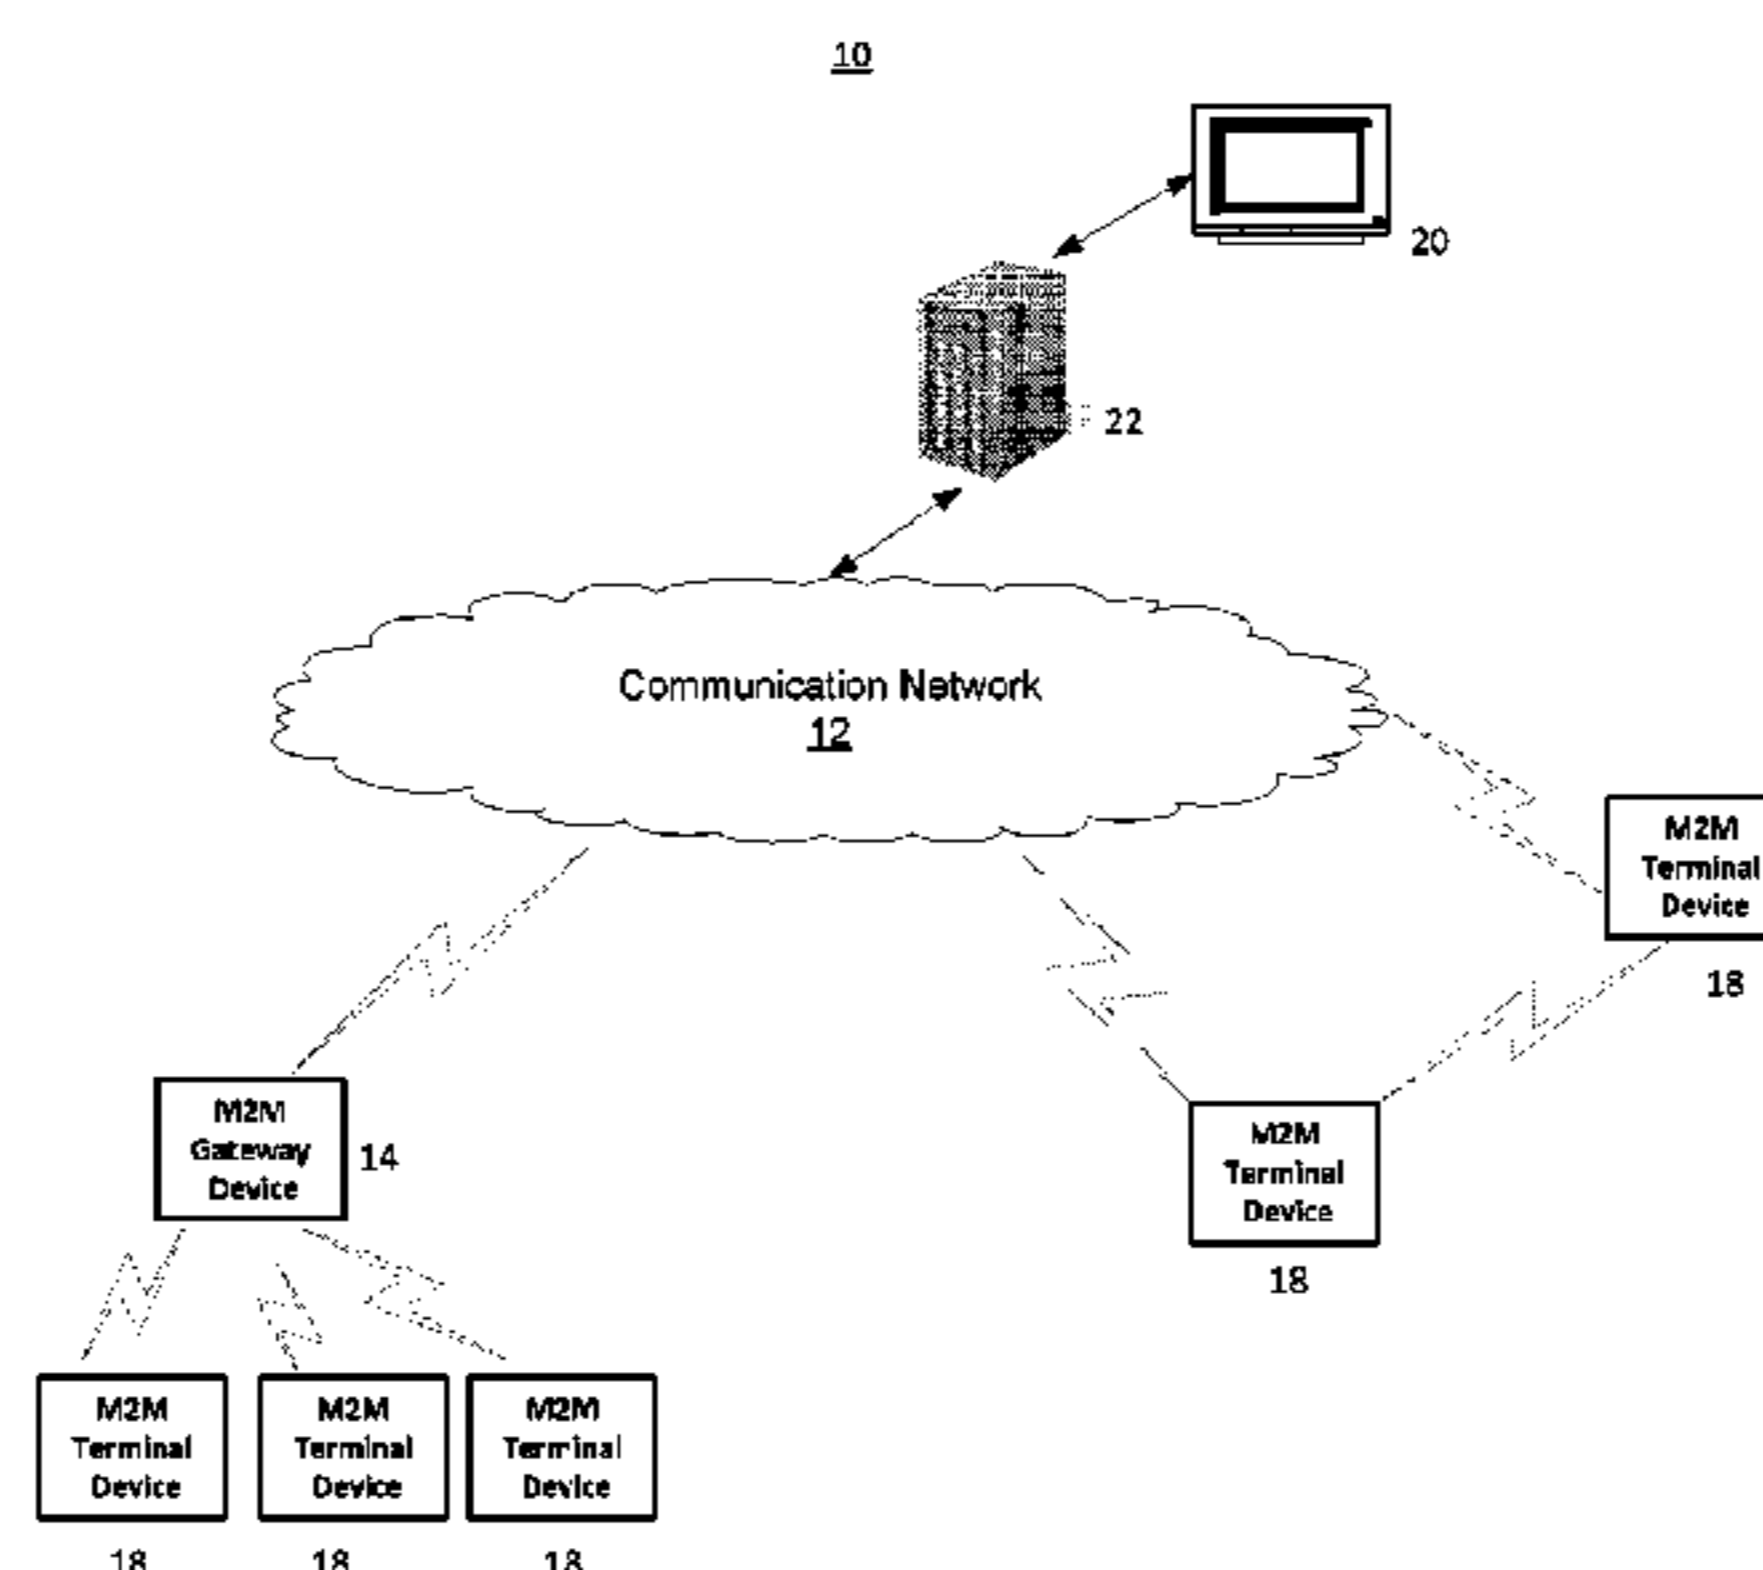 10
20
22
Communication Network
12
M2M
Terminal
Device
18
M2M
Gateway
Device
14
M2M
Terminal
Device
18
M2M
Terminal
Device
18
M2M
Terminal
Device
18
M2M
Terminal
Device
18